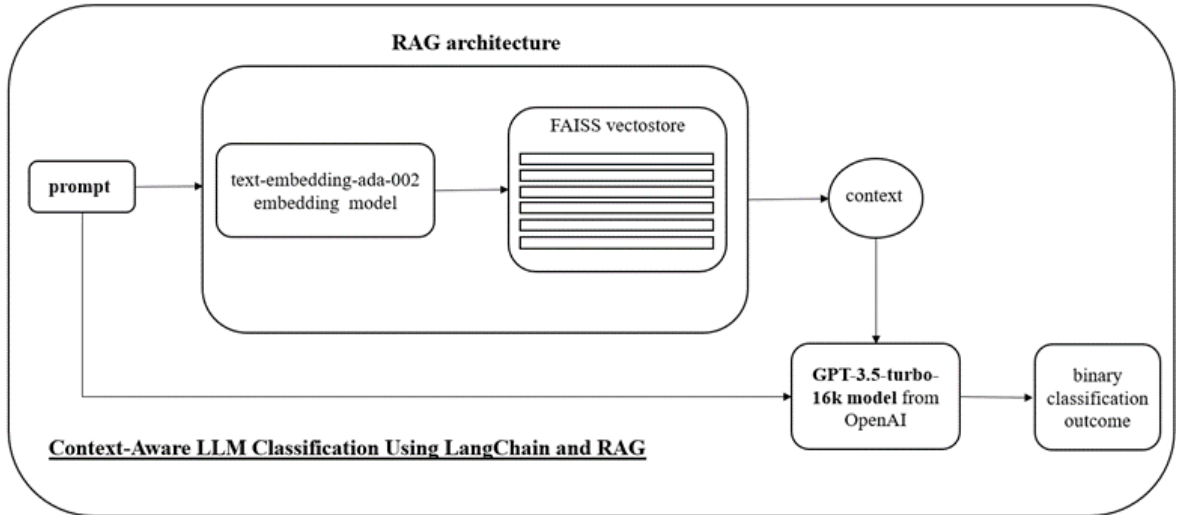 RAG architecture
prompt
text-embedding-ada-002
embedding model
FAISS vectostore
context
GPT-3.5-turbo-
16k model from
OpenAI
binary
classification
outcome
Context-Aware LLM Classification Using LangChain and RAG